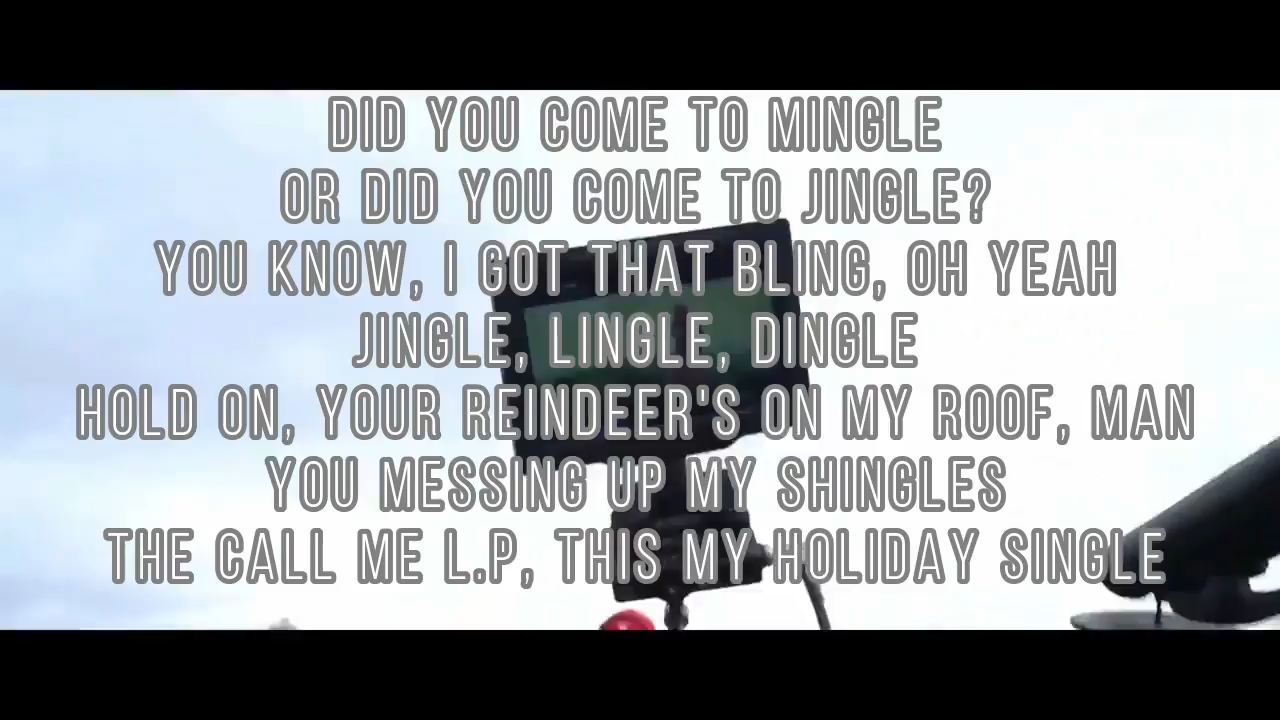 DID YOU COME TO MINGLE
OR DID YOU COME TO JINGLE?
YOU KNOW, I GOT THAT BLING, OH YEAH
JINGLE, LINGLE, DINGLE
HOLD ON, YOUR REINDEER'S ON MY ROOF, MAN
YOU MESSING UP MY SHINGLES
THE CALL ME L.P, THIS MY HOLIDAY SINGLE